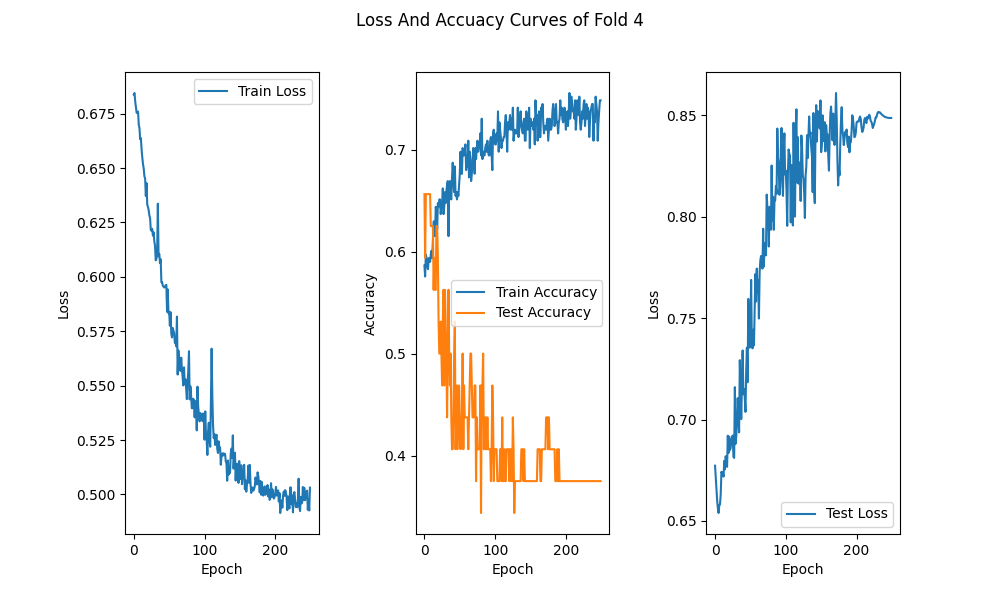 Loss And Accuacy Curves of Fold 4
Train Loss
0.675
0.650
0.625
0.600
0.575
0.550
0.525
0.500
Loss
0 100 200
Epoch
Train Accuracy
Test Accuracy
0.7
0.6
0.5
0.4
Accuracy
0 100 200
Epoch
Test Loss
0.85
0.80
0.75
0.70
0.65
Loss
0 100 200
Epoch